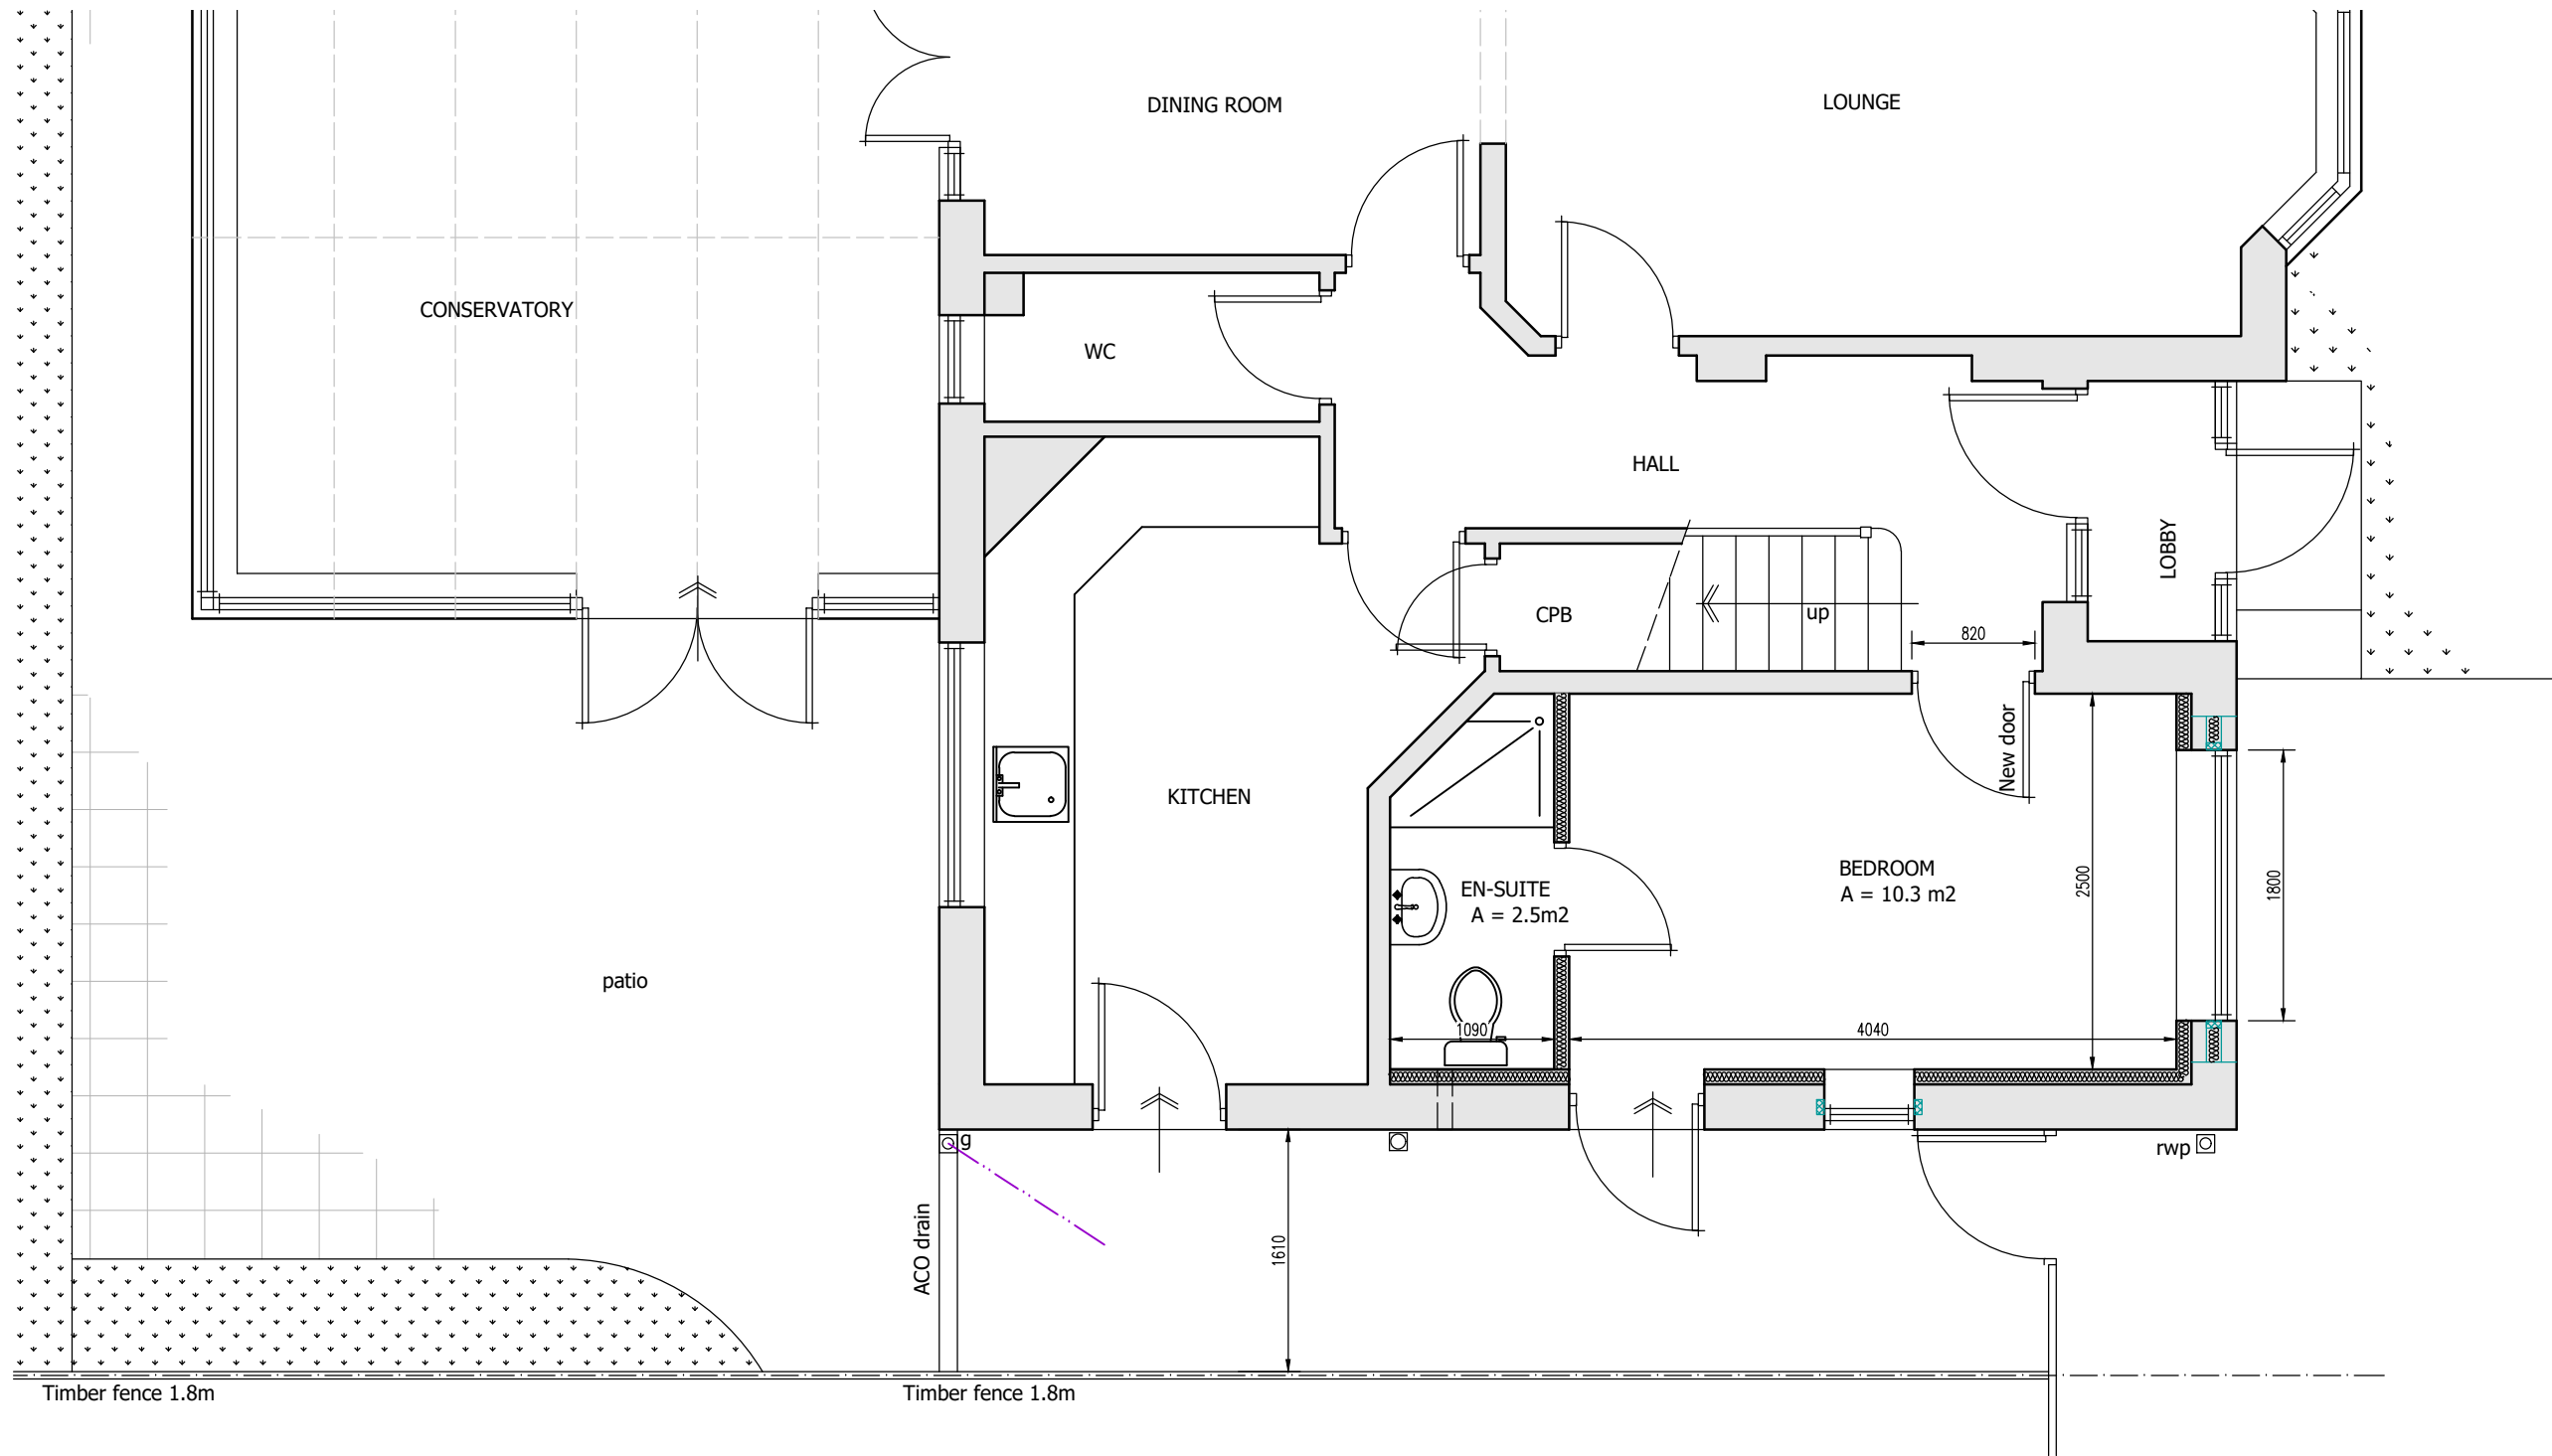 DINING ROOM
LOUNGE
CONSERVATORY
WC
HALL
LOBBY
CPB
up
820
New door
KITCHEN
BEDROOM
A = 10.3 m2
EN-SUITE
A = 2.5m2
2500
1800
patio
1090
4040
g
rwp
ACO drain
1610
Timber fence 1.8m
Timber fence 1.8m